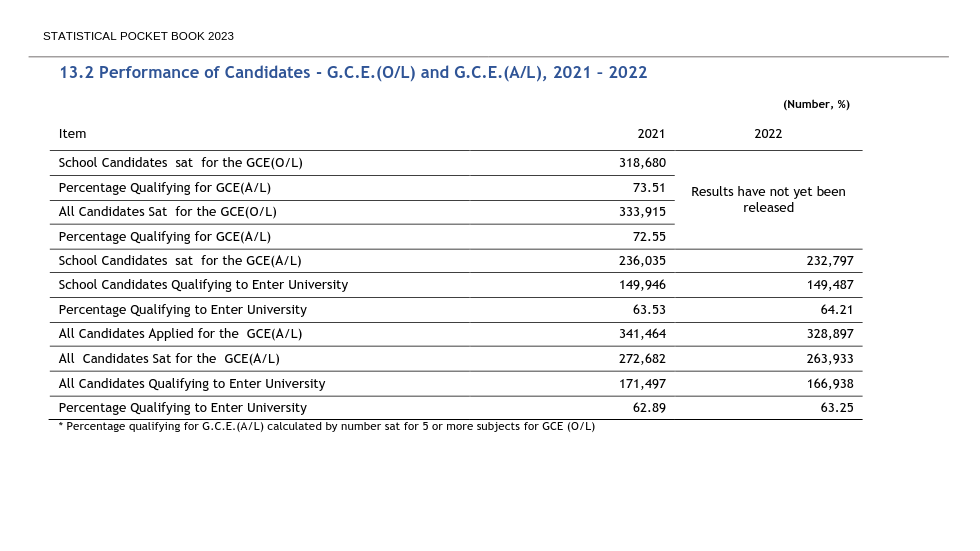 STATISTICAL POCKET BOOK 2023
13.2 Performance of Candidates - G.C.E.(O/L) and G.C.E.(A/L), 2021 – 2022
(Number, %)
Item 2021 2022
School Candidates sat for the GCE(O/L) 318,680
Percentage Qualifying for GCE(A/L) 73.51
Results have not yet been
released
All Candidates Sat for the GCE(O/L) 333,915
Percentage Qualifying for GCE(A/L) 72.55
School Candidates sat for the GCE(A/L) 236,035 232,797
School Candidates Qualifying to Enter University 149,946 149,487
Percentage Qualifying to Enter University 63.53 64.21
All Candidates Applied for the GCE(A/L) 341,464 328,897
All Candidates Sat for the GCE(A/L) 272,682 263,933
All Candidates Qualifying to Enter University 171,497 166,938
Percentage Qualifying to Enter University 62.89 63.25
* Percentage qualifying for G.C.E.(A/L) calculated by number sat for 5 or more subjects for GCE (O/L)